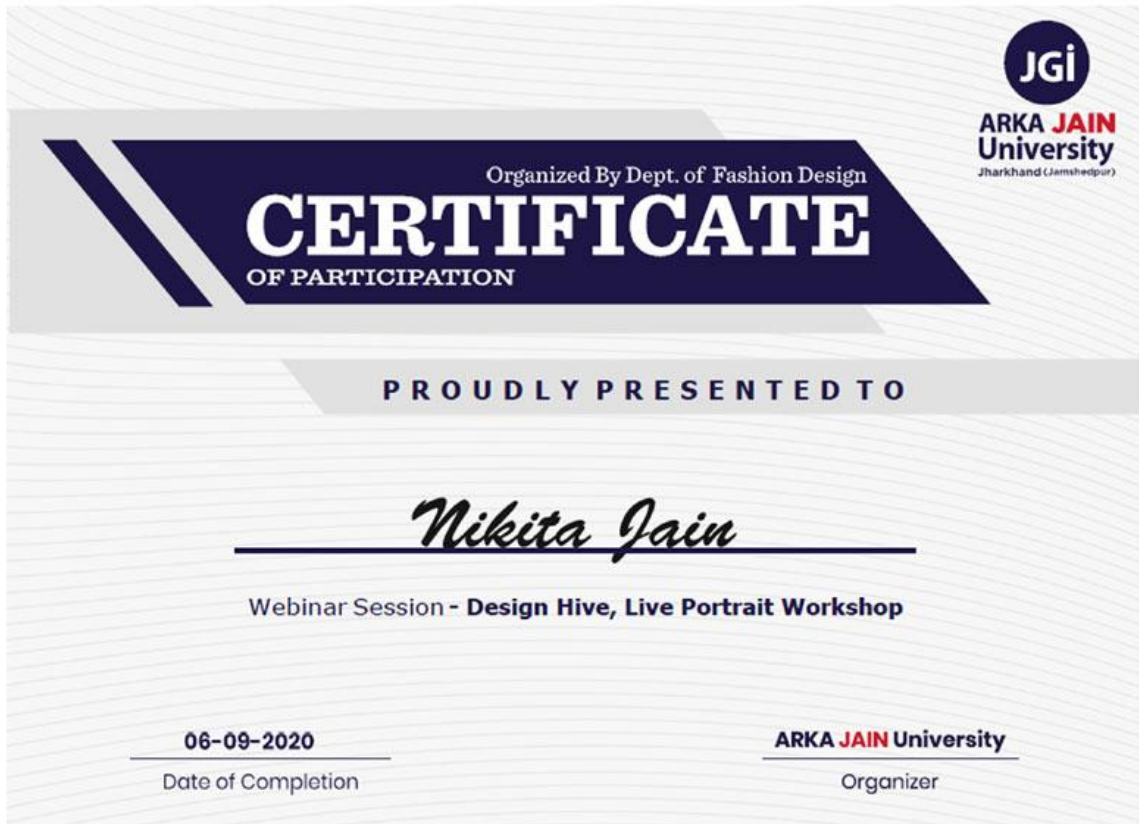 JGi
ARKA JAIN
University
Jharkhand (Jamshedpur)
Organized By Dept. of Fashion Design
CERTIFICATE
OF PARTICIPATION
PROUDLY PRESENTED TO
Nikita Jain
Webinar Session - Design Hive, Live Portrait Workshop
06-09-2020
Date of Completion
ARKA JAIN University
Organizer